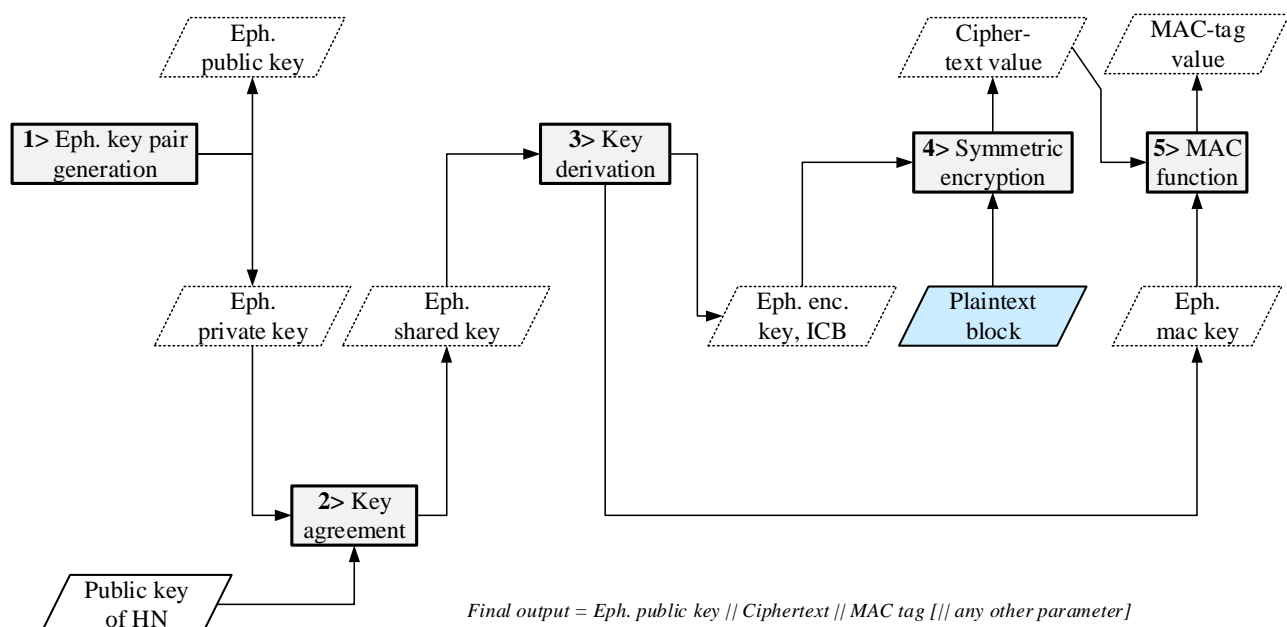 Eph.
public key
Cipher-
text value
MAC-tag
value
1> Eph. key pair
generation
3> Key
derivation
4> Symmetric
encryption
5> MAC
function
Eph.
private key
Eph.
shared key
Eph. enc.
key, ICB
Plaintext
block
Eph.
mac key
2> Key
agreement
Public key
of HN
Final output = Eph. public key || Ciphertext || MAC tag [|| any other parameter]